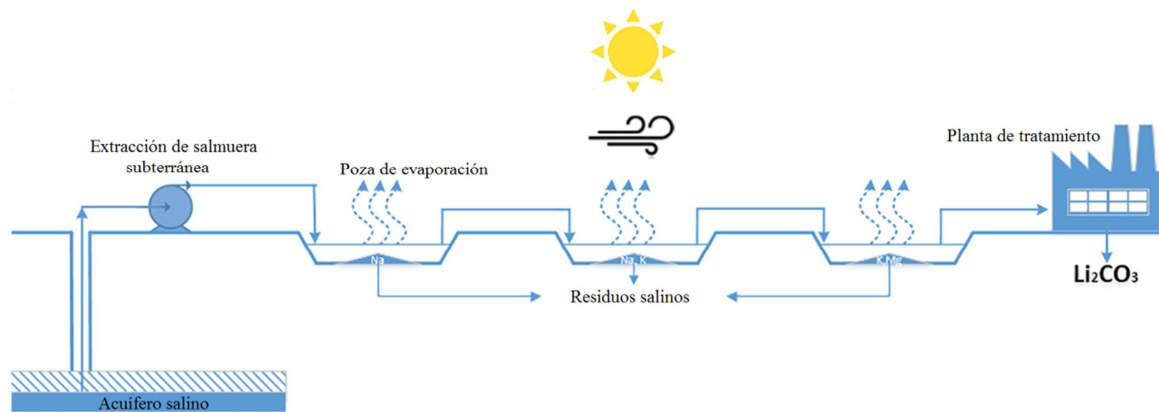 Extracción de salmuera
subterránea
Poza de evaporación
Planta de tratamiento
Na
Na, K
K,Mg
Residuos salinos
Li₂CO₃
Acuífero salino